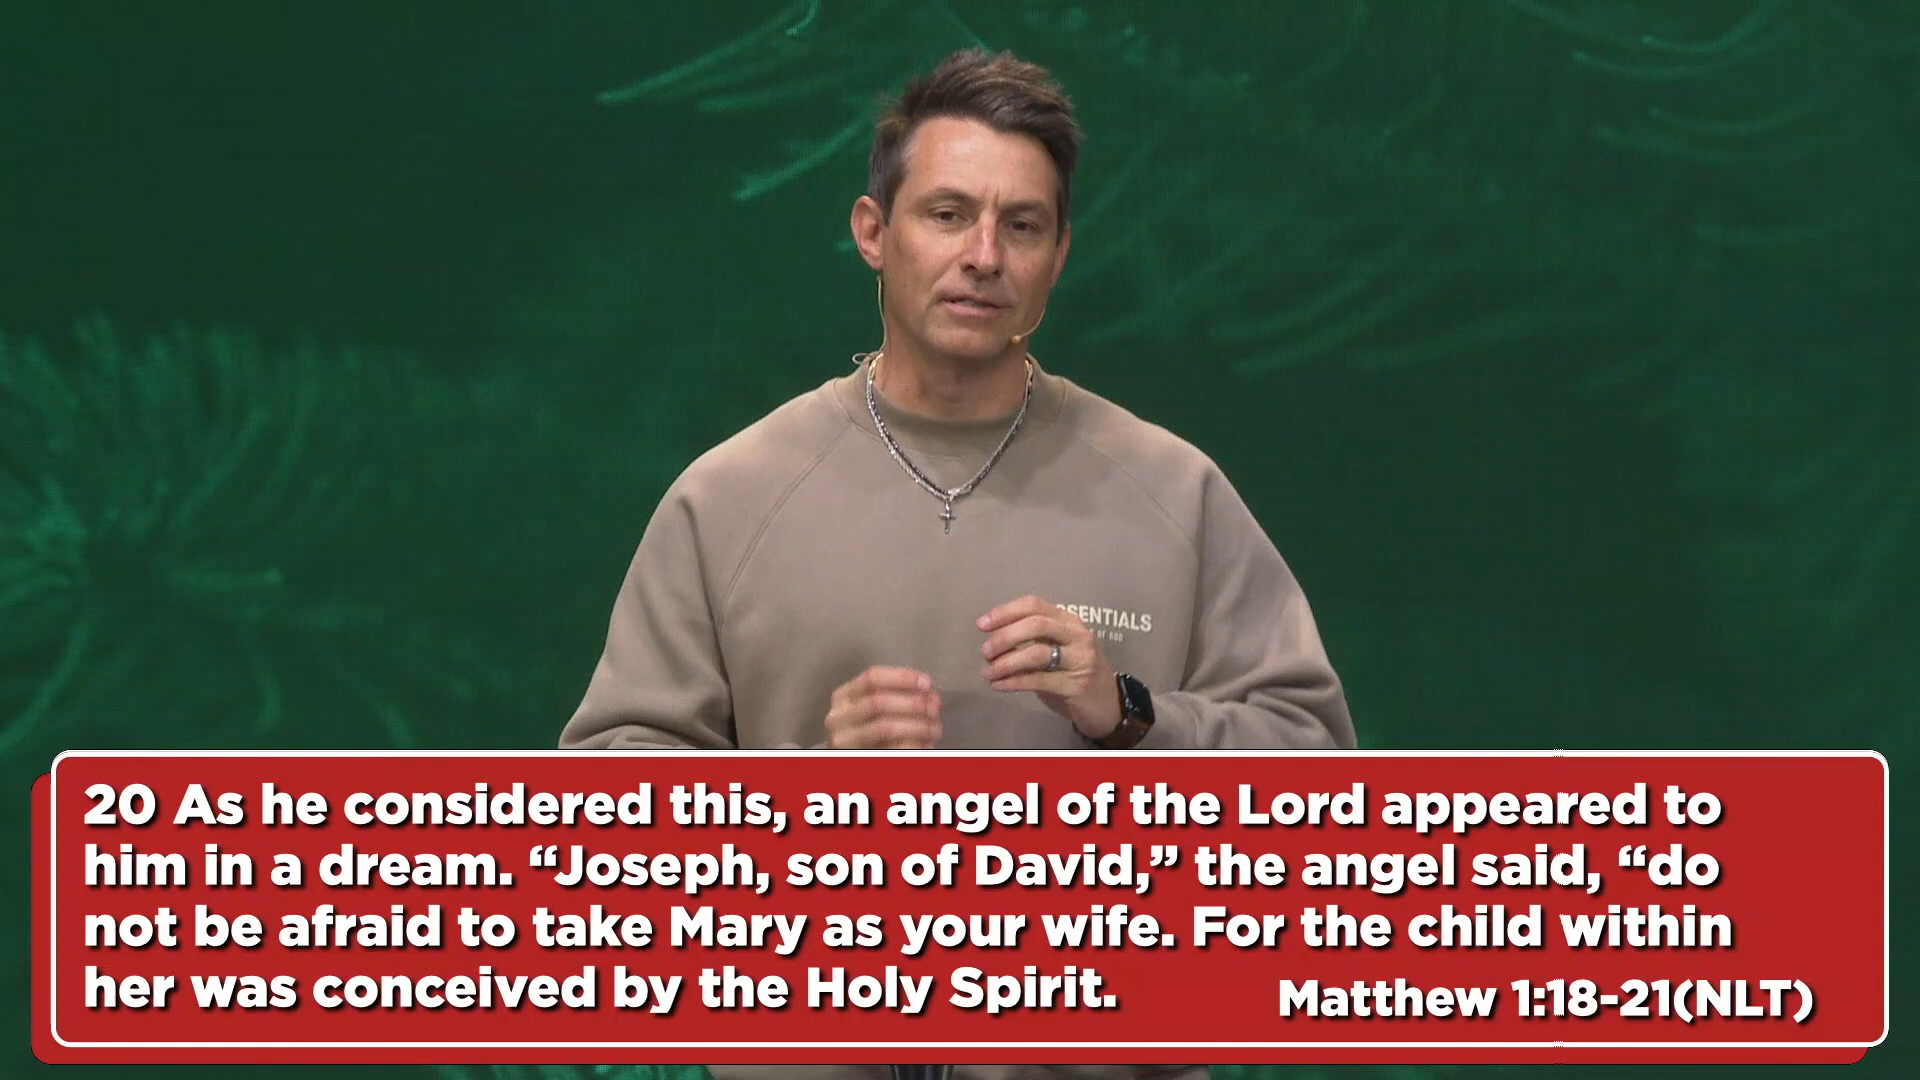 SENTIALS
OF GOD
20 As he considered this, an angel of the Lord appeared to
him in a dream. “Joseph, son of David,” the angel said, “do
not be afraid to take Mary as your wife. For the child within
her was conceived by the Holy Spirit.
Matthew 1:18-21(NLT)